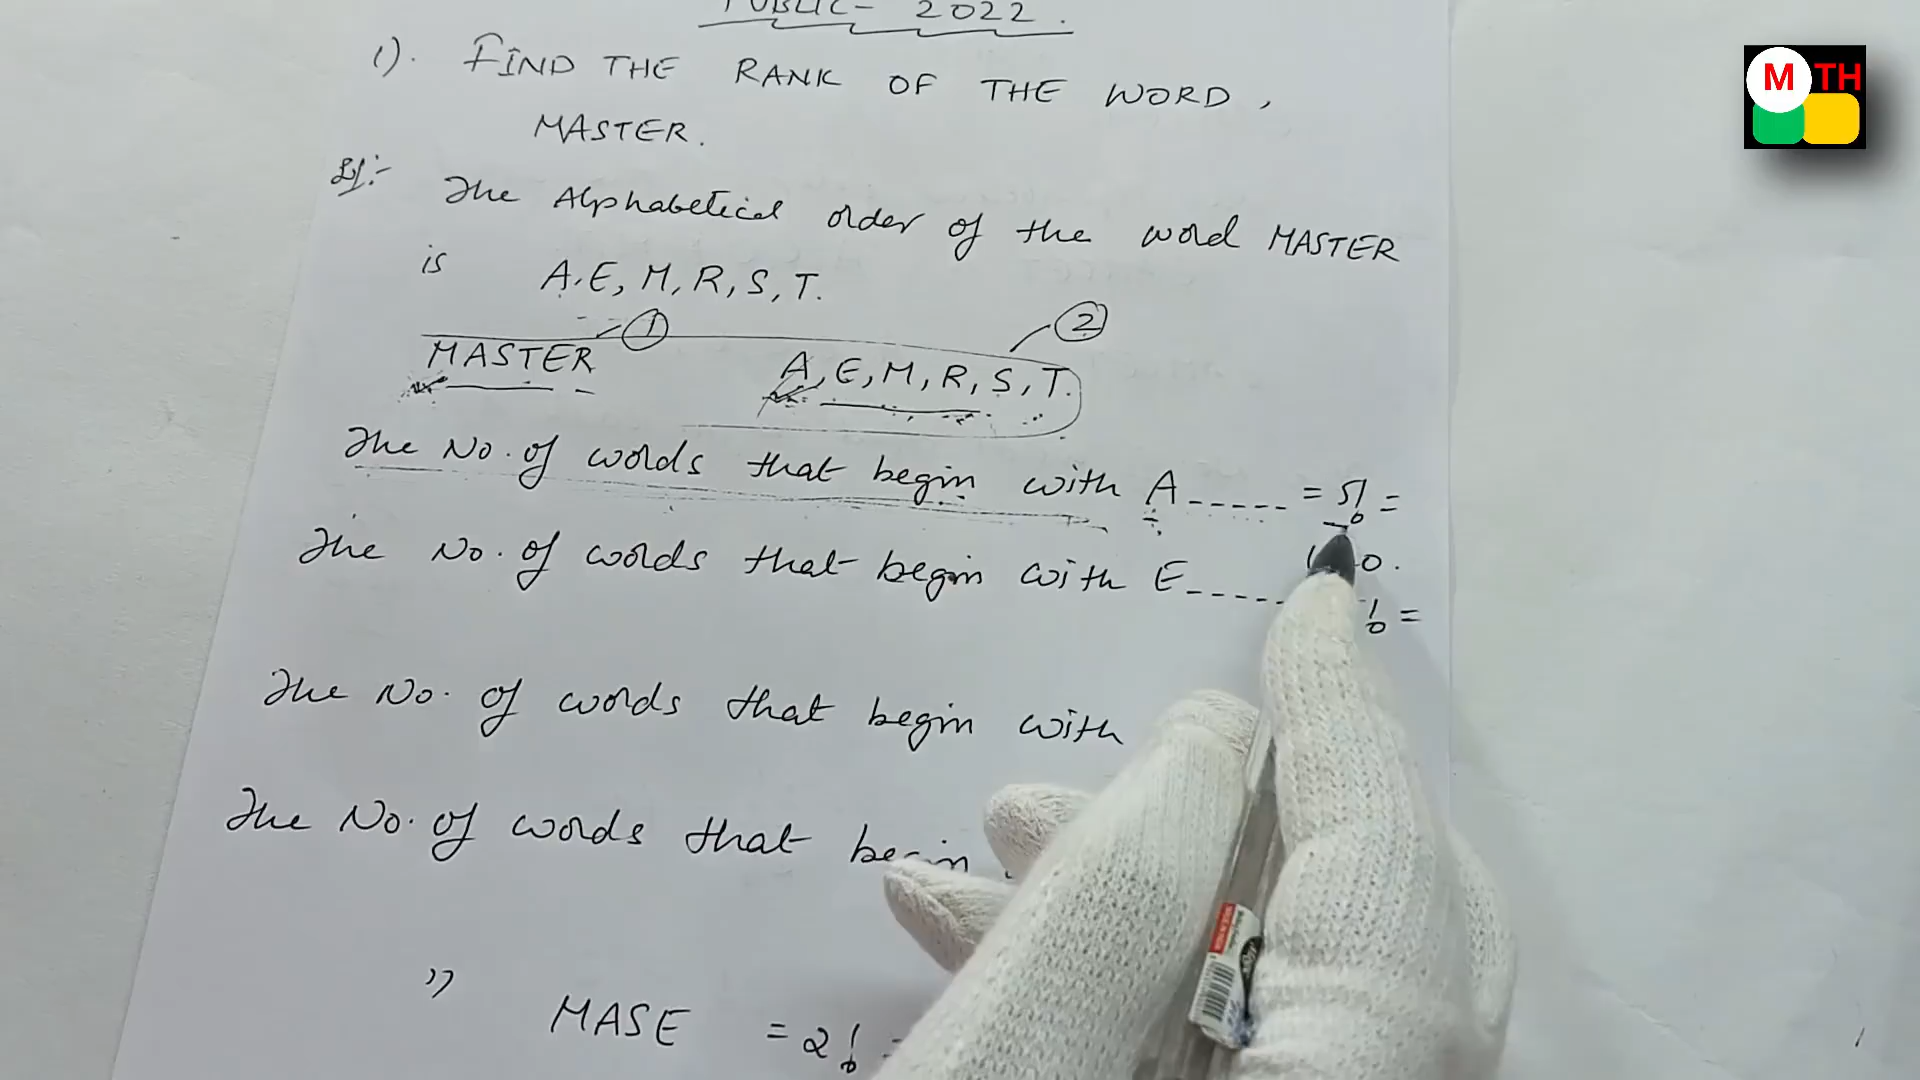 PUBLIC- 2022.
M TH
1). FIND THE RANK OF THE WORD,
MASTER.
The Alphabetical order of the word MASTER
is A, E, M, R, S, T.
1
2
MASTER A, E, M, R, S, T.
The No. of words that begin with A----- = 5! =
0.
The No. of words that begin with E----- ! =
The No. of words that begin with
The No. of words that begin
" MASE = 2!